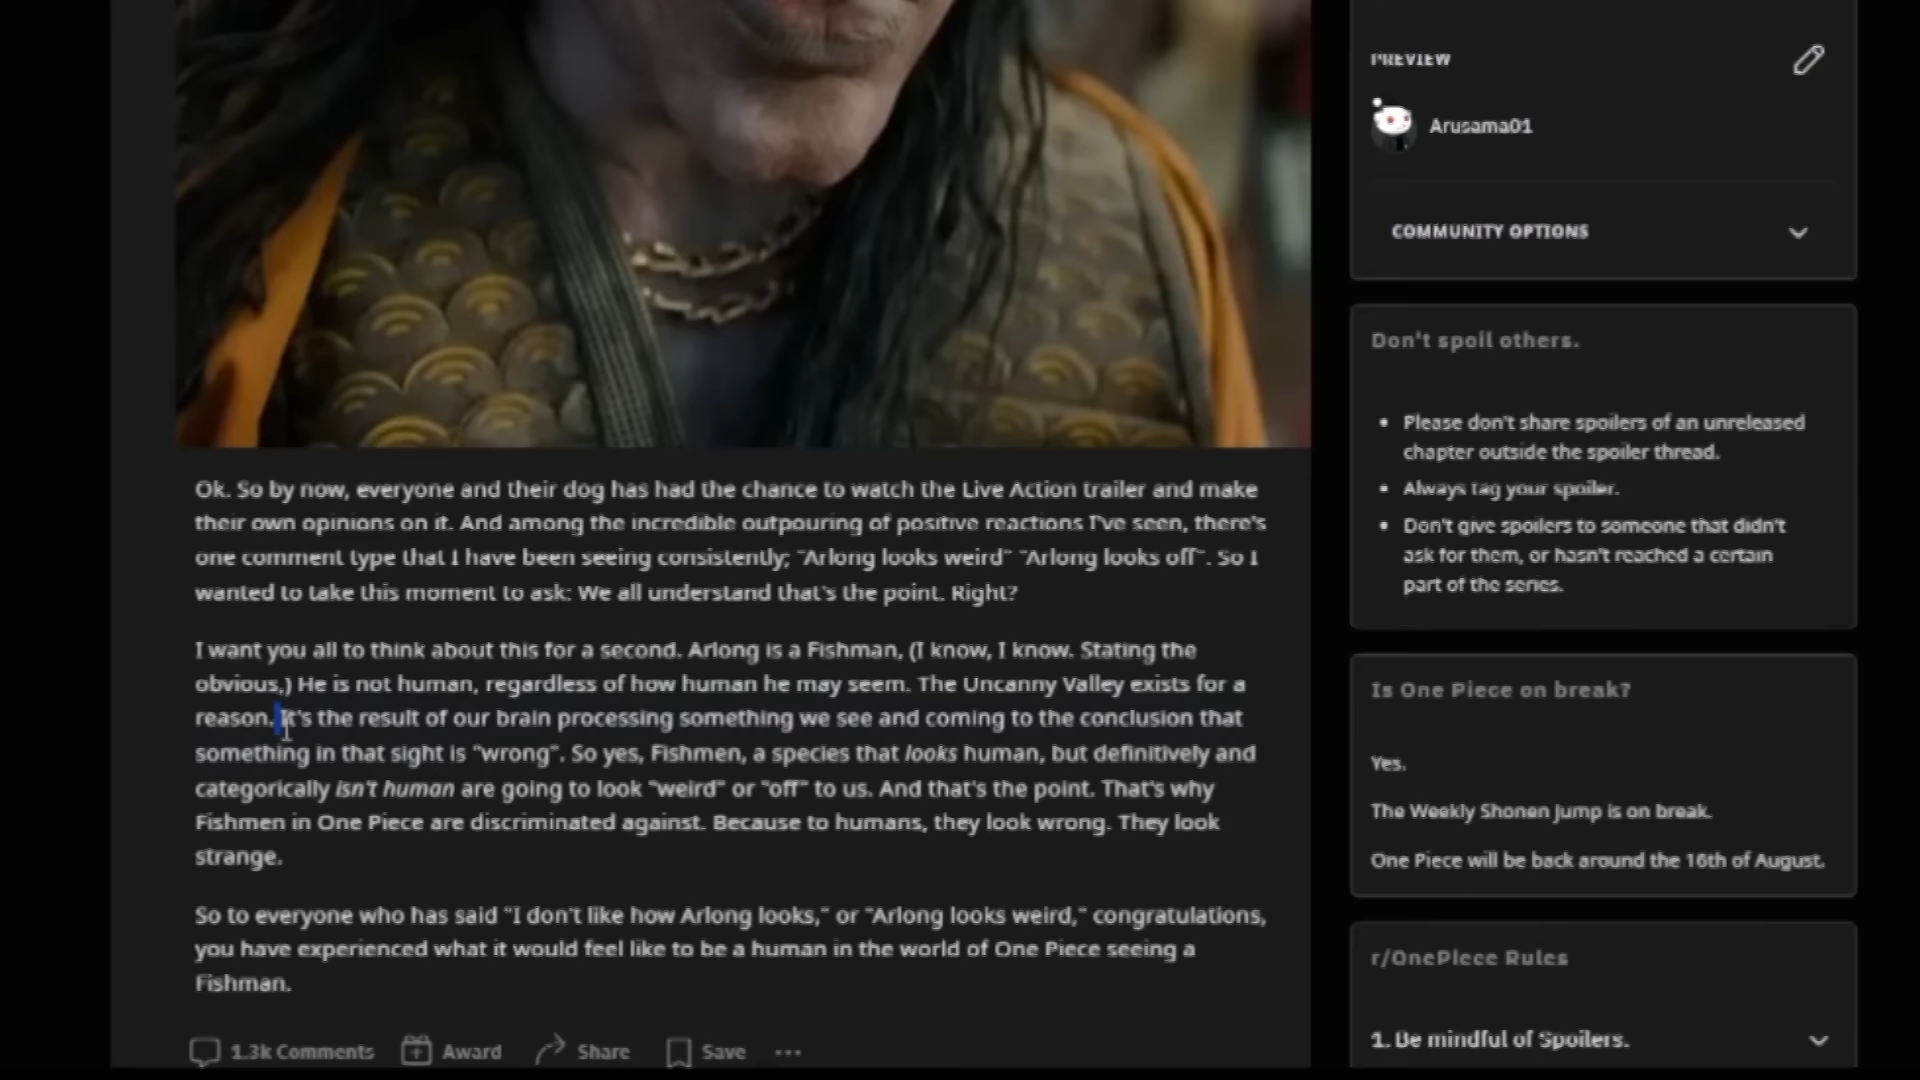 Ok. So by now, everyone and their dog has had the chance to watch the Live Action trailer and make
their own opinions on it. And among the incredible outpouring of positive reactions I've seen, there's
one comment type that I have been seeing consistently; "Arlong looks weird" "Arlong looks off". So I
wanted to take this moment to ask: We all understand that's the point. Right?
I want you all to think about this for a second. Arlong is a Fishman, (I know, I know. Stating the
obvious,) He is not human, regardless of how human he may seem. The Uncanny Valley exists for a
reason. It's the result of our brain processing something we see and coming to the conclusion that
something in that sight is "wrong". So yes, Fishmen, a species that looks human, but definitively and
categorically isn't human are going to look "weird" or "off" to us. And that's the point. That's why
Fishmen in One Piece are discriminated against. Because to humans, they look wrong. They look
strange.
So to everyone who has said "I don't like how Arlong looks," or "Arlong looks weird," congratulations,
you have experienced what it would feel like to be a human in the world of One Piece seeing a
Fishman.
1.3k Comments Award Share Save
PREVIEW
Arusama01
COMMUNITY OPTIONS
Don't spoil others.
• Please don't share spoilers of an unreleased
chapter outside the spoiler thread.
• Always tag your spoiler.
• Don't give spoilers to someone that didn't
ask for them, or hasn't reached a certain
part of the series.
Is One Piece on break?
Yes.
The Weekly Shonen Jump is on break.
One Piece will be back around the 16th of August.
r/OnePiece Rules
1. Be mindful of Spoilers.